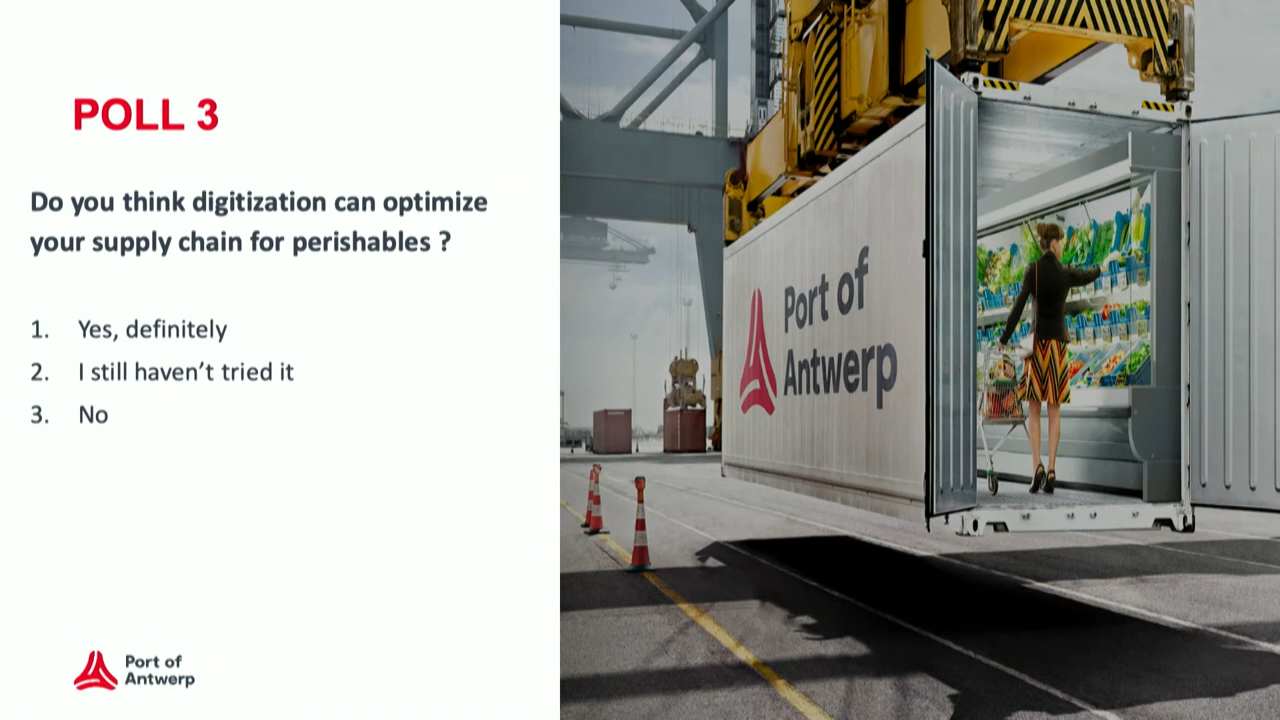 POLL 3
Do you think digitization can optimize
your supply chain for perishables ?
1. Yes, definitely
2. I still haven’t tried it
3. No
Port of
Antwerp
Port of
Antwerp